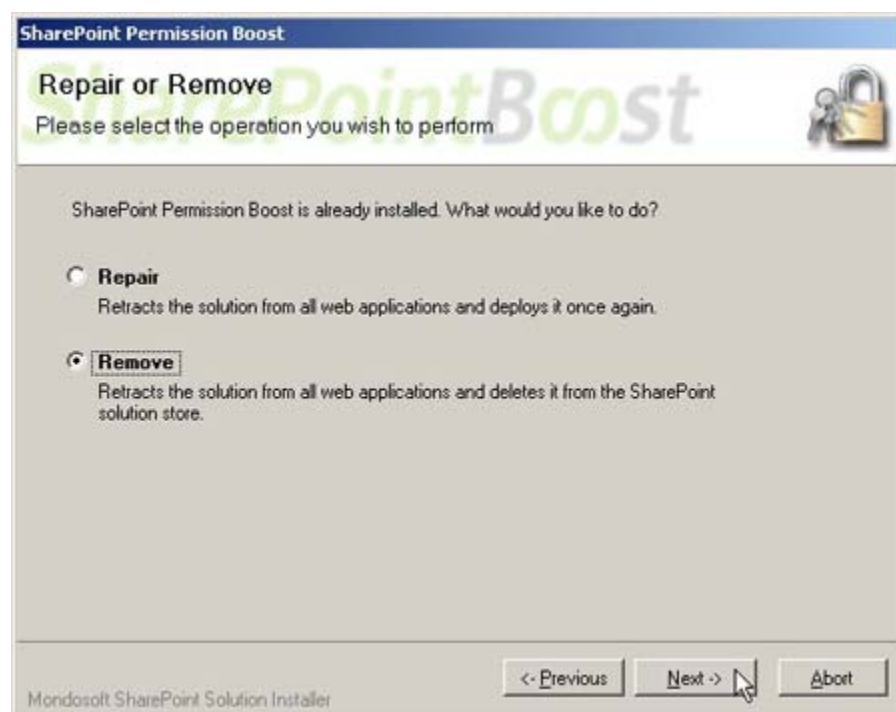 SharePoint Permission Boost
SharePointBoost
Repair or Remove
Please select the operation you wish to perform
SharePoint Permission Boost is already installed. What would you like to do?
Repair
Retracts the solution from all web applications and deploys it once again.
Remove
Retracts the solution from all web applications and deletes it from the SharePoint
solution store.
<- Previous
Next ->
Abort
Mondosoft SharePoint Solution Installer